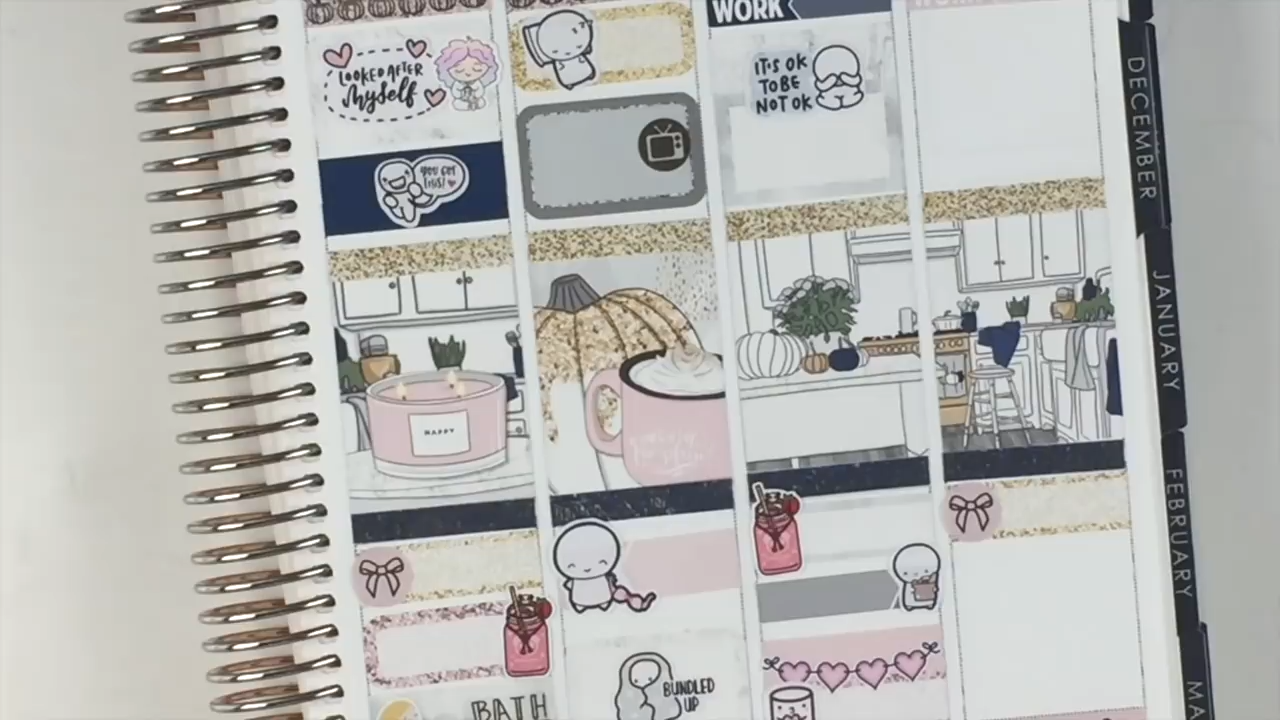 WORK
LOOKED AFTER
Myself
IT'S OK
TO BE
NOT OK
YOU GOT
THIS!
HAPPY
BUNDLED
UP
BATH
DECEMBER
JANUARY
FEBRUARY
MA